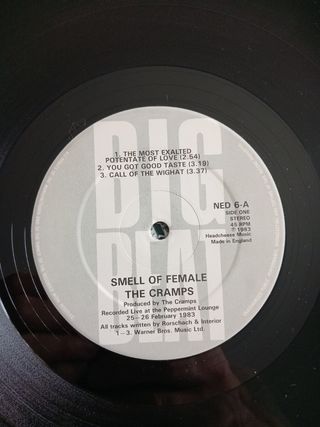 BIG
BEAT
1. THE MOST EXALTED
POTENTATE OF LOVE (2.54)
2. YOU GOT GOOD TASTE (3.19)
3. CALL OF THE WIGHAT (3.37)
NED 6-A
SIDE ONE
STEREO
45 RPM
℗ 1983
Headcheese Music
Made in England
SMELL OF FEMALE
THE CRAMPS
Produced by The Cramps
Recorded Live at the Peppermint Lounge
25–26 February 1983
All tracks written by Rorschach & Interior
1–3. Warner Bros. Music Ltd.